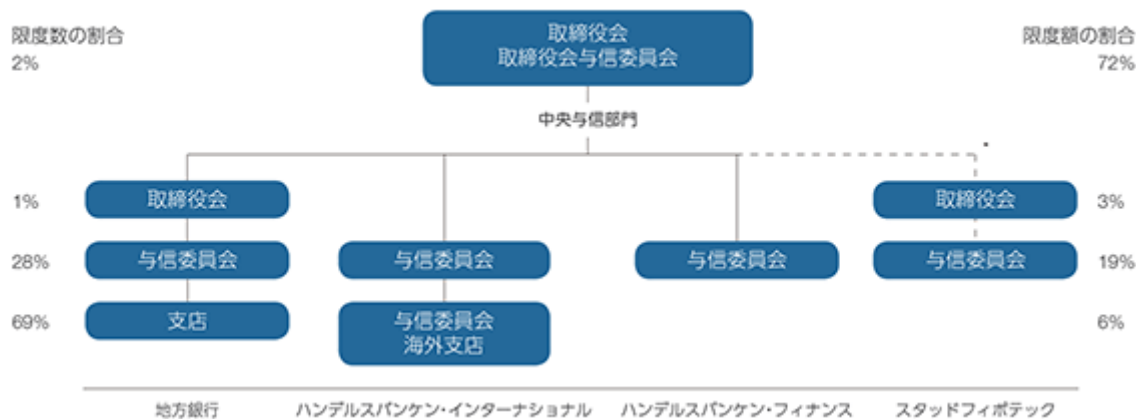 限度数の割合
2%
取締役会
取締役会与信委員会
限度額の割合
72%
中央与信部門
1%
取締役会
取締役会
3%
28%
与信委員会
与信委員会
与信委員会
与信委員会
19%
69%
支店
与信委員会
海外支店
6%
地方銀行
ハンデルスバンケン・インターナショナル
ハンデルスバンケン・フィナンス
スタッドフィポテック